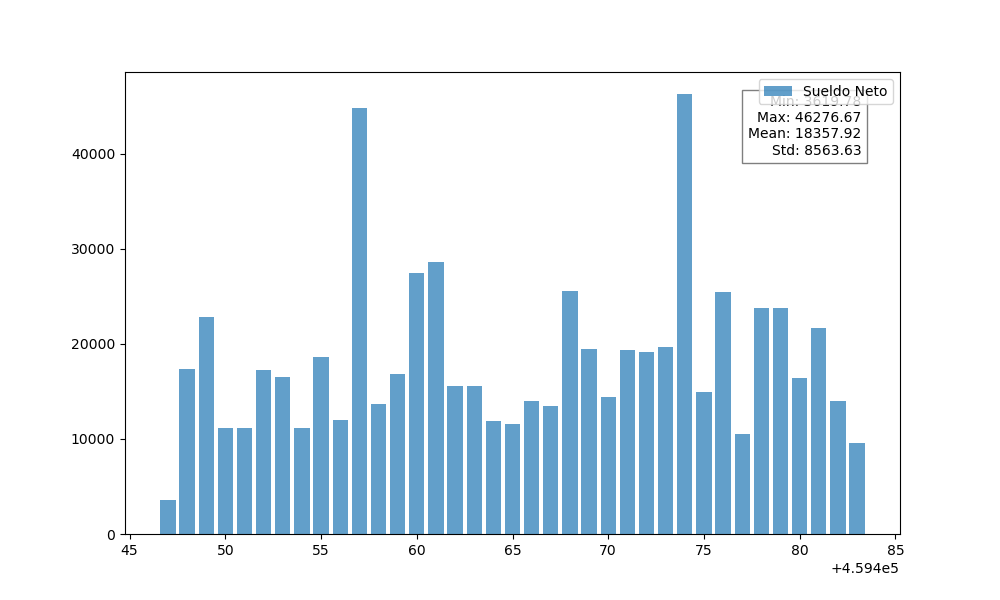 Sueldo Neto
Min: 3619.78
Max: 46276.67
Mean: 18357.92
Std: 8563.63
40000
30000
20000
10000
0
45 50 55 60 65 70 75 80 85
+4.594e5